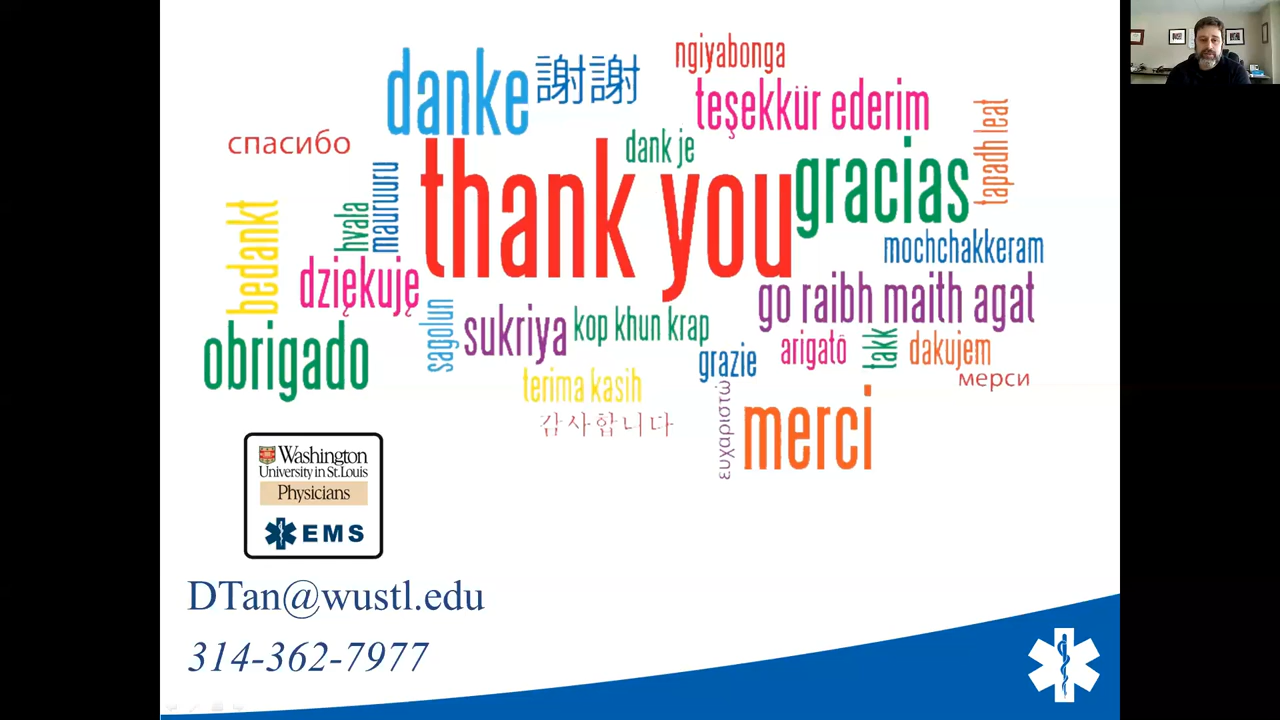 danke
謝謝
ngiyabonga
teşekkür ederim
спасибо
dank je
tapadh leat
bedankt
hvala
mauruuru
thank you
gracias
mochchakkeram
dziękuję
go raibh maith agat
sagolun
sukriya
kop khun krap
obrigado
grazie
arigatō
takk
dakujem
terima kasih
мерси
감사합니다
ευχαριστώ
merci
Washington
University in St. Louis
Physicians
EMS
DTan@wustl.edu
314-362-7977